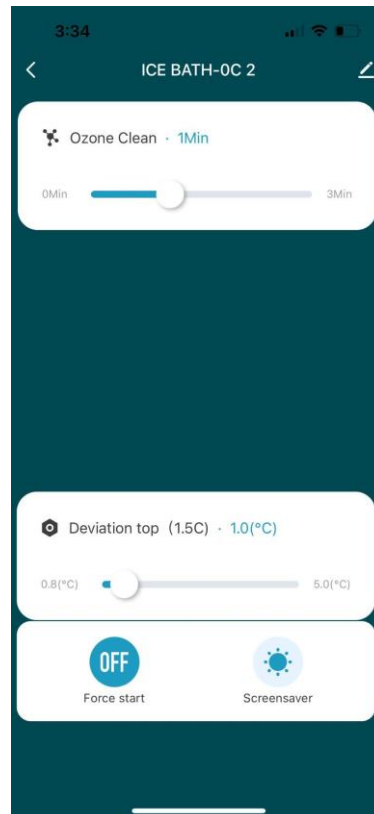 3:34
ICE BATH-0C 2
Ozone Clean · 1Min
0Min 3Min
Deviation top（1.5C）· 1.0(°C)
0.8(°C) 5.0(°C)
OFF
Force start Screensaver